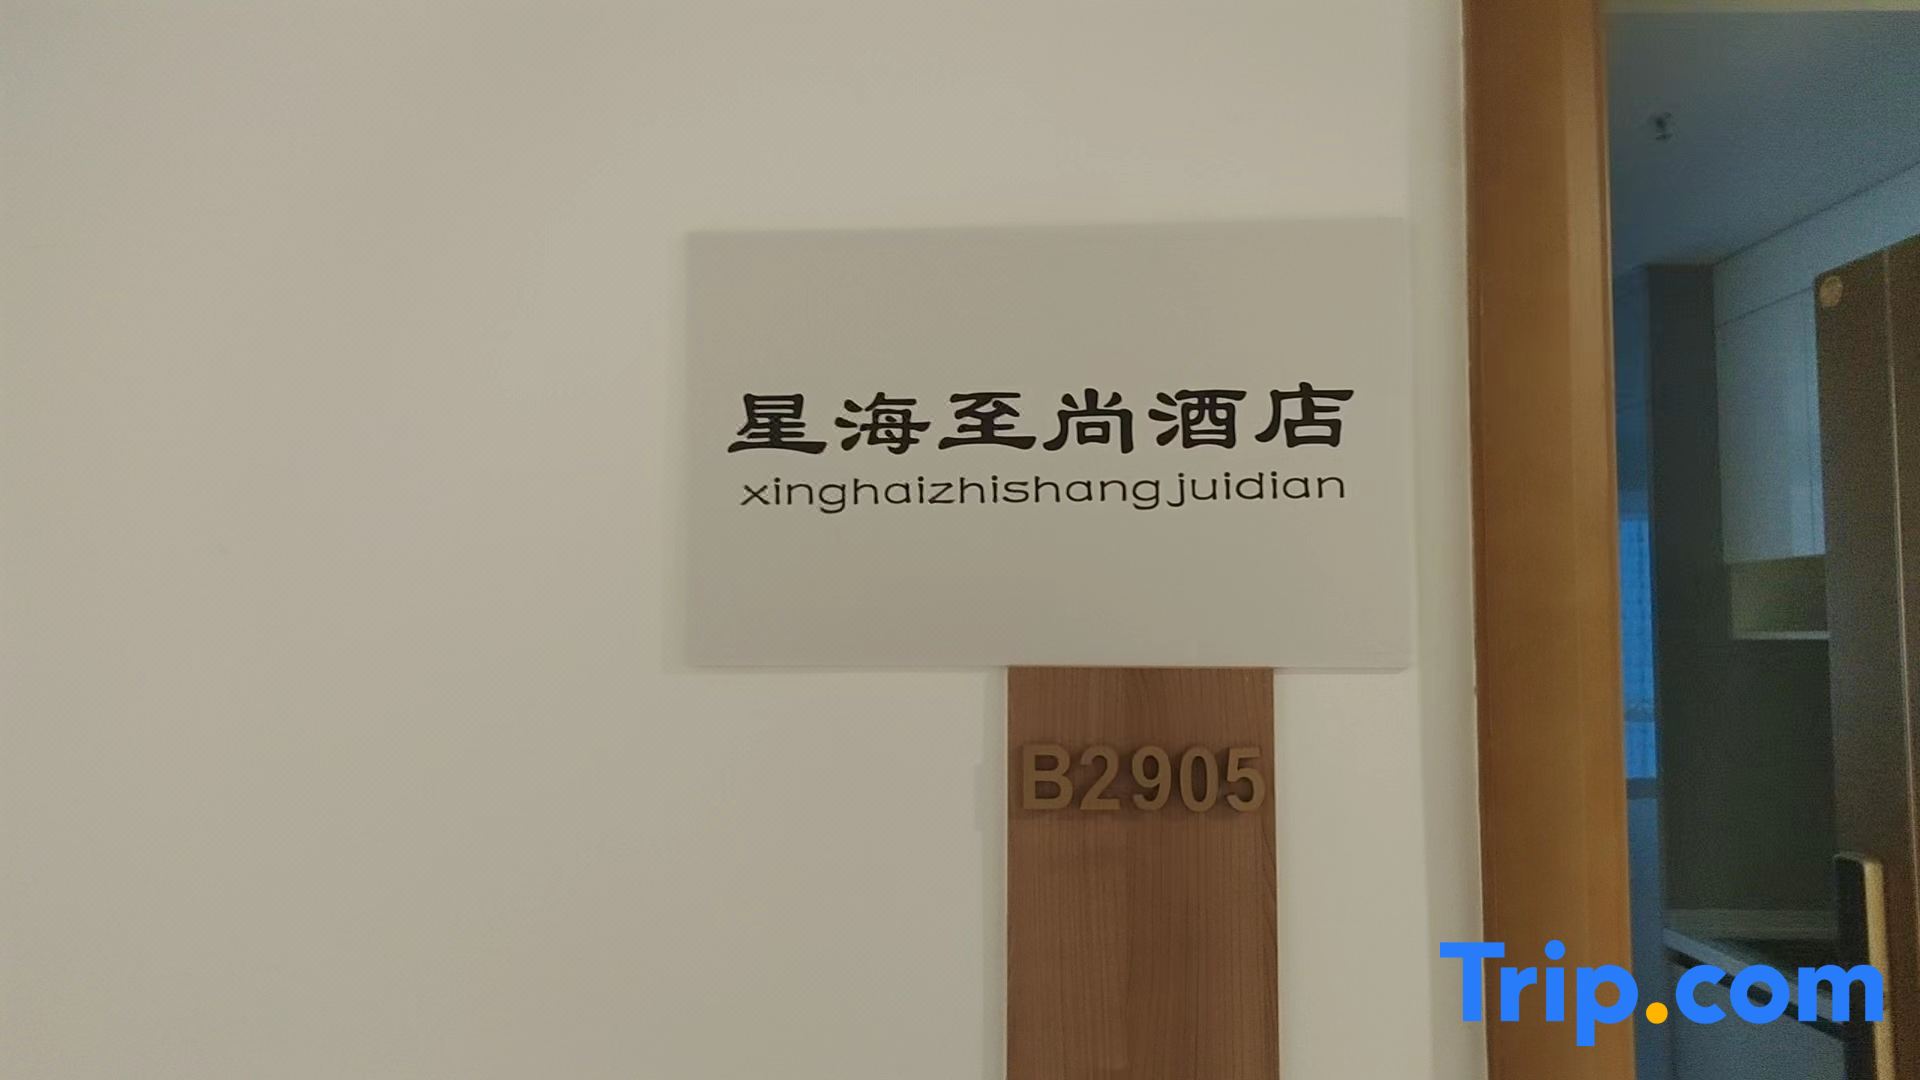 星海至尚酒店
xinghaizhishangjuidian
B2905
Trip.com